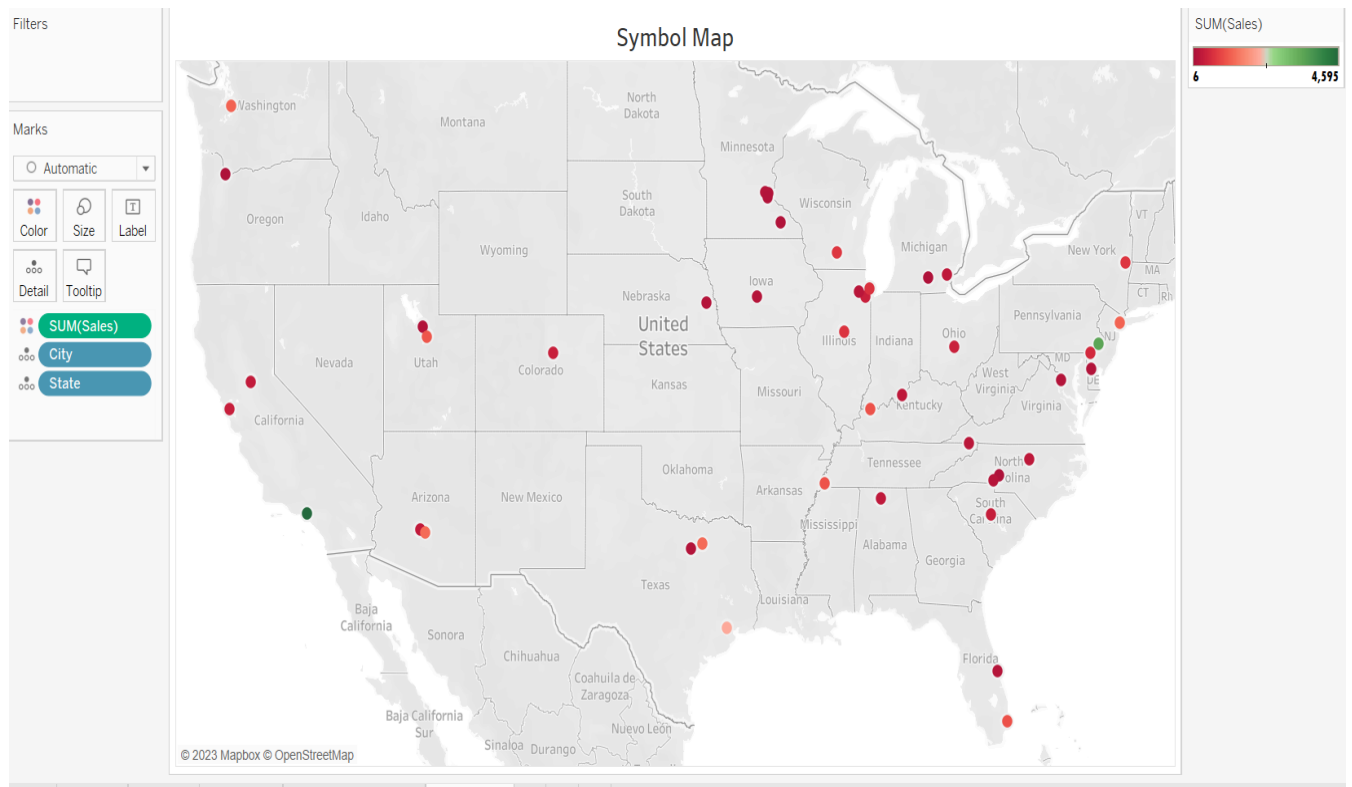 Filters
Marks
Automatic
Color
Size
Label
Detail
Tooltip
SUM(Sales)
City
State
Symbol Map
Washington
Montana
North
Dakota
Minnesota
Oregon
Idaho
South
Dakota
Wisconsin
Wyoming
Michigan
New York
VT
MA
CT
Rh
Nebraska
Iowa
United
States
Nevada
Utah
Colorado
Kansas
Missouri
Illinois
Indiana
Ohio
Pennsylvania
NJ
MD
DE
West
Virginia
Virginia
Kentucky
California
Oklahoma
Tennessee
North
Arizona
New Mexico
Arkansas
Mississippi
Alabama
Georgia
South
Texas
Louisiana
Florida
Baja
California
Sonora
Chihuahua
Coahuila de
Zaragoza
Baja California
Sur
Nuevo León
Sinaloa
Durango
© 2023 Mapbox © OpenStreetMap
SUM(Sales)
6
4,595